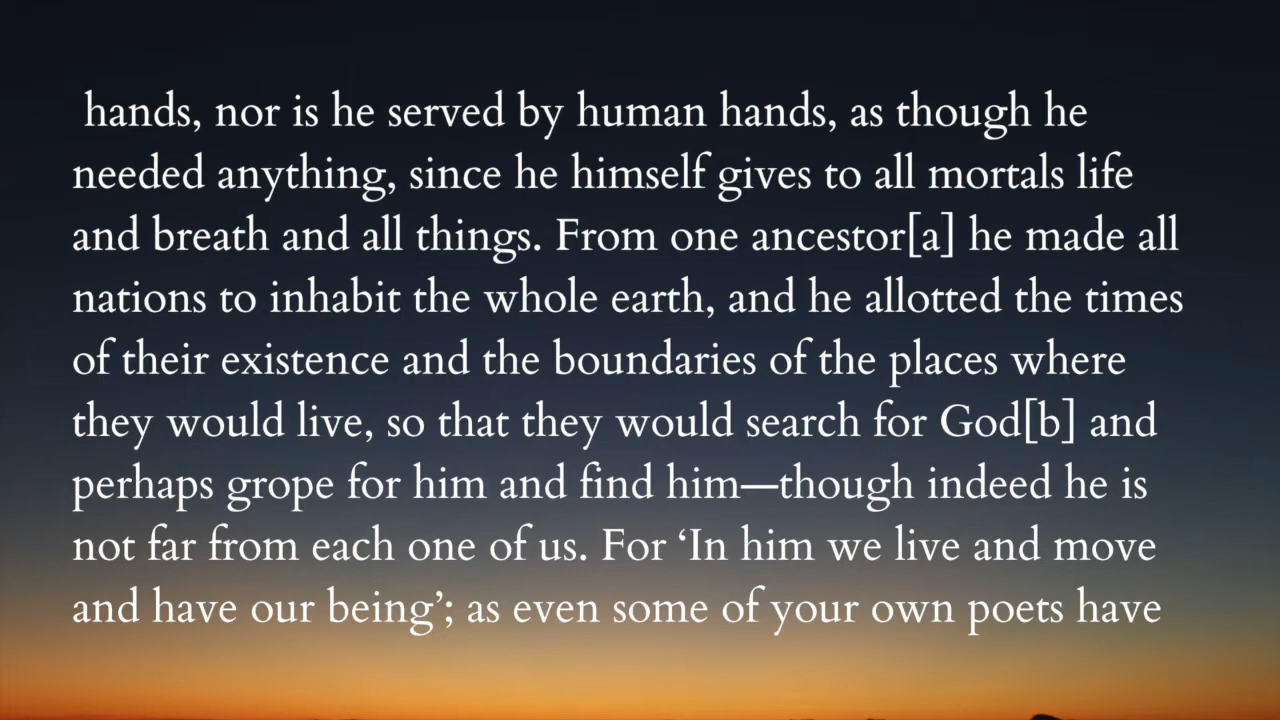 hands, nor is he served by human hands, as though he
needed anything, since he himself gives to all mortals life
and breath and all things. From one ancestor[a] he made all
nations to inhabit the whole earth, and he allotted the times
of their existence and the boundaries of the places where
they would live, so that they would search for God[b] and
perhaps grope for him and find him—though indeed he is
not far from each one of us. For ‘In him we live and move
and have our being’; as even some of your own poets have